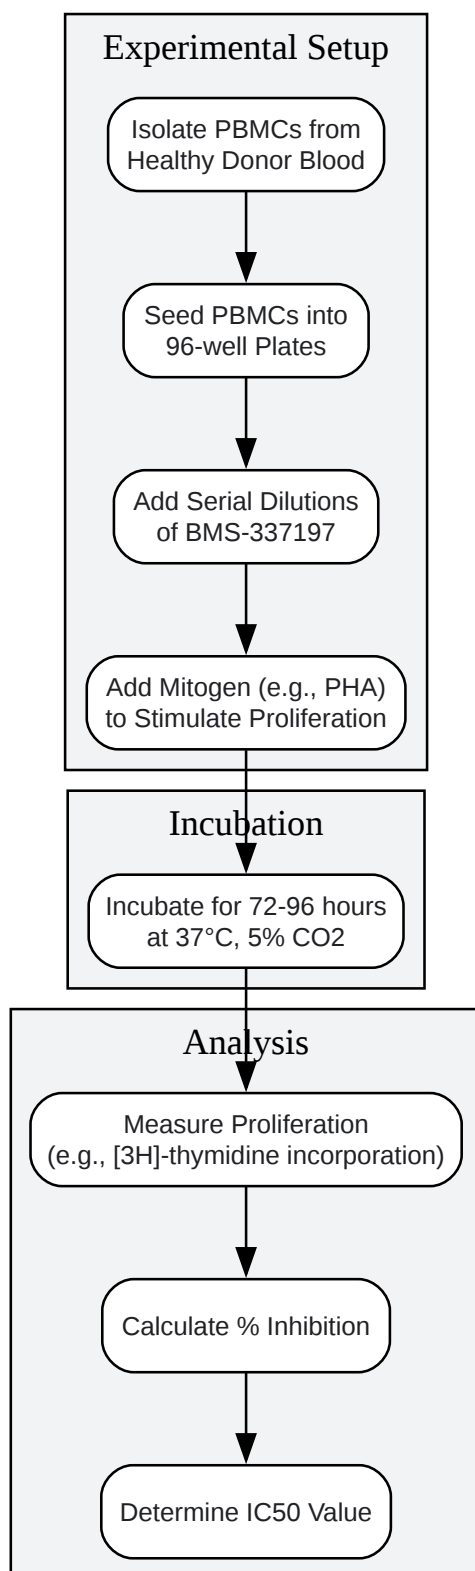 Experimental Setup
Isolate PBMCs from
Healthy Donor Blood
Seed PBMCs into
96-well Plates
Add Serial Dilutions
of BMS-337197
Add Mitogen (e.g., PHA)
to Stimulate Proliferation
Incubation
Incubate for 72-96 hours
at 37°C, 5% CO2
Analysis
Measure Proliferation
(e.g., [3H]-thymidine incorporation)
Calculate % Inhibition
Determine IC50 Value